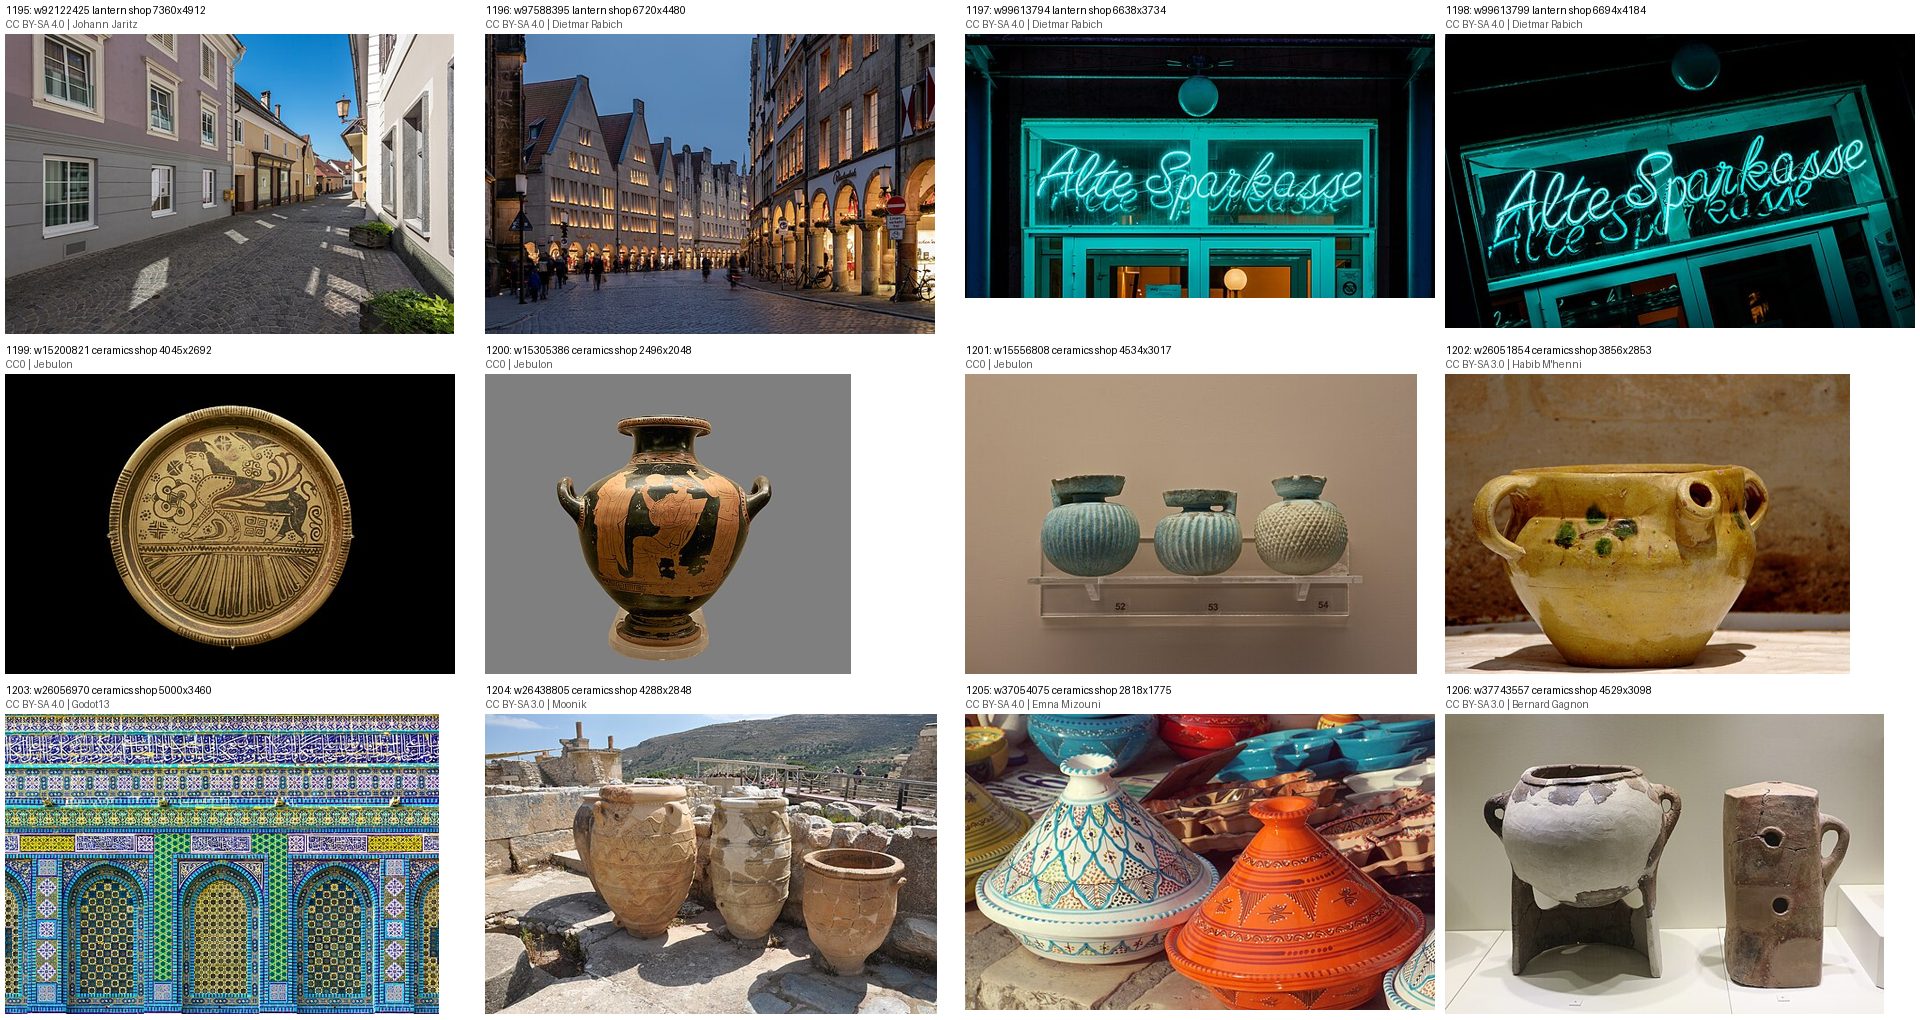 1195: w92122425 lantern shop 7360x4912
CC BY-SA 4.0 | Johann Jaritz
1196: w97588395 lantern shop 6720x4480
CC BY-SA 4.0 | Dietmar Rabich
1197: w99613794 lantern shop 6638x3734
CC BY-SA 4.0 | Dietmar Rabich
1198: w99613799 lantern shop 6694x4184
CC BY-SA 4.0 | Dietmar Rabich
Alte Sparkasse
Alte Sparkasse
1199: w15200821 ceramics shop 4045x2692
CC0 | Jebulon
1200: w15305386 ceramics shop 2496x2048
CC0 | Jebulon
1201: w15556808 ceramics shop 4534x3017
CC0 | Jebulon
1202: w26051854 ceramics shop 3856x2853
CC BY-SA 3.0 | Habib M'henni
52
53
54
1203: w26056970 ceramics shop 5000x3460
CC BY-SA 4.0 | Godot13
1204: w26438805 ceramics shop 4288x2848
CC BY-SA 3.0 | Moonik
1205: w37054075 ceramics shop 2818x1775
CC BY-SA 4.0 | Emna Mizouni
1206: w37743557 ceramics shop 4529x3098
CC BY-SA 3.0 | Bernard Gagnon